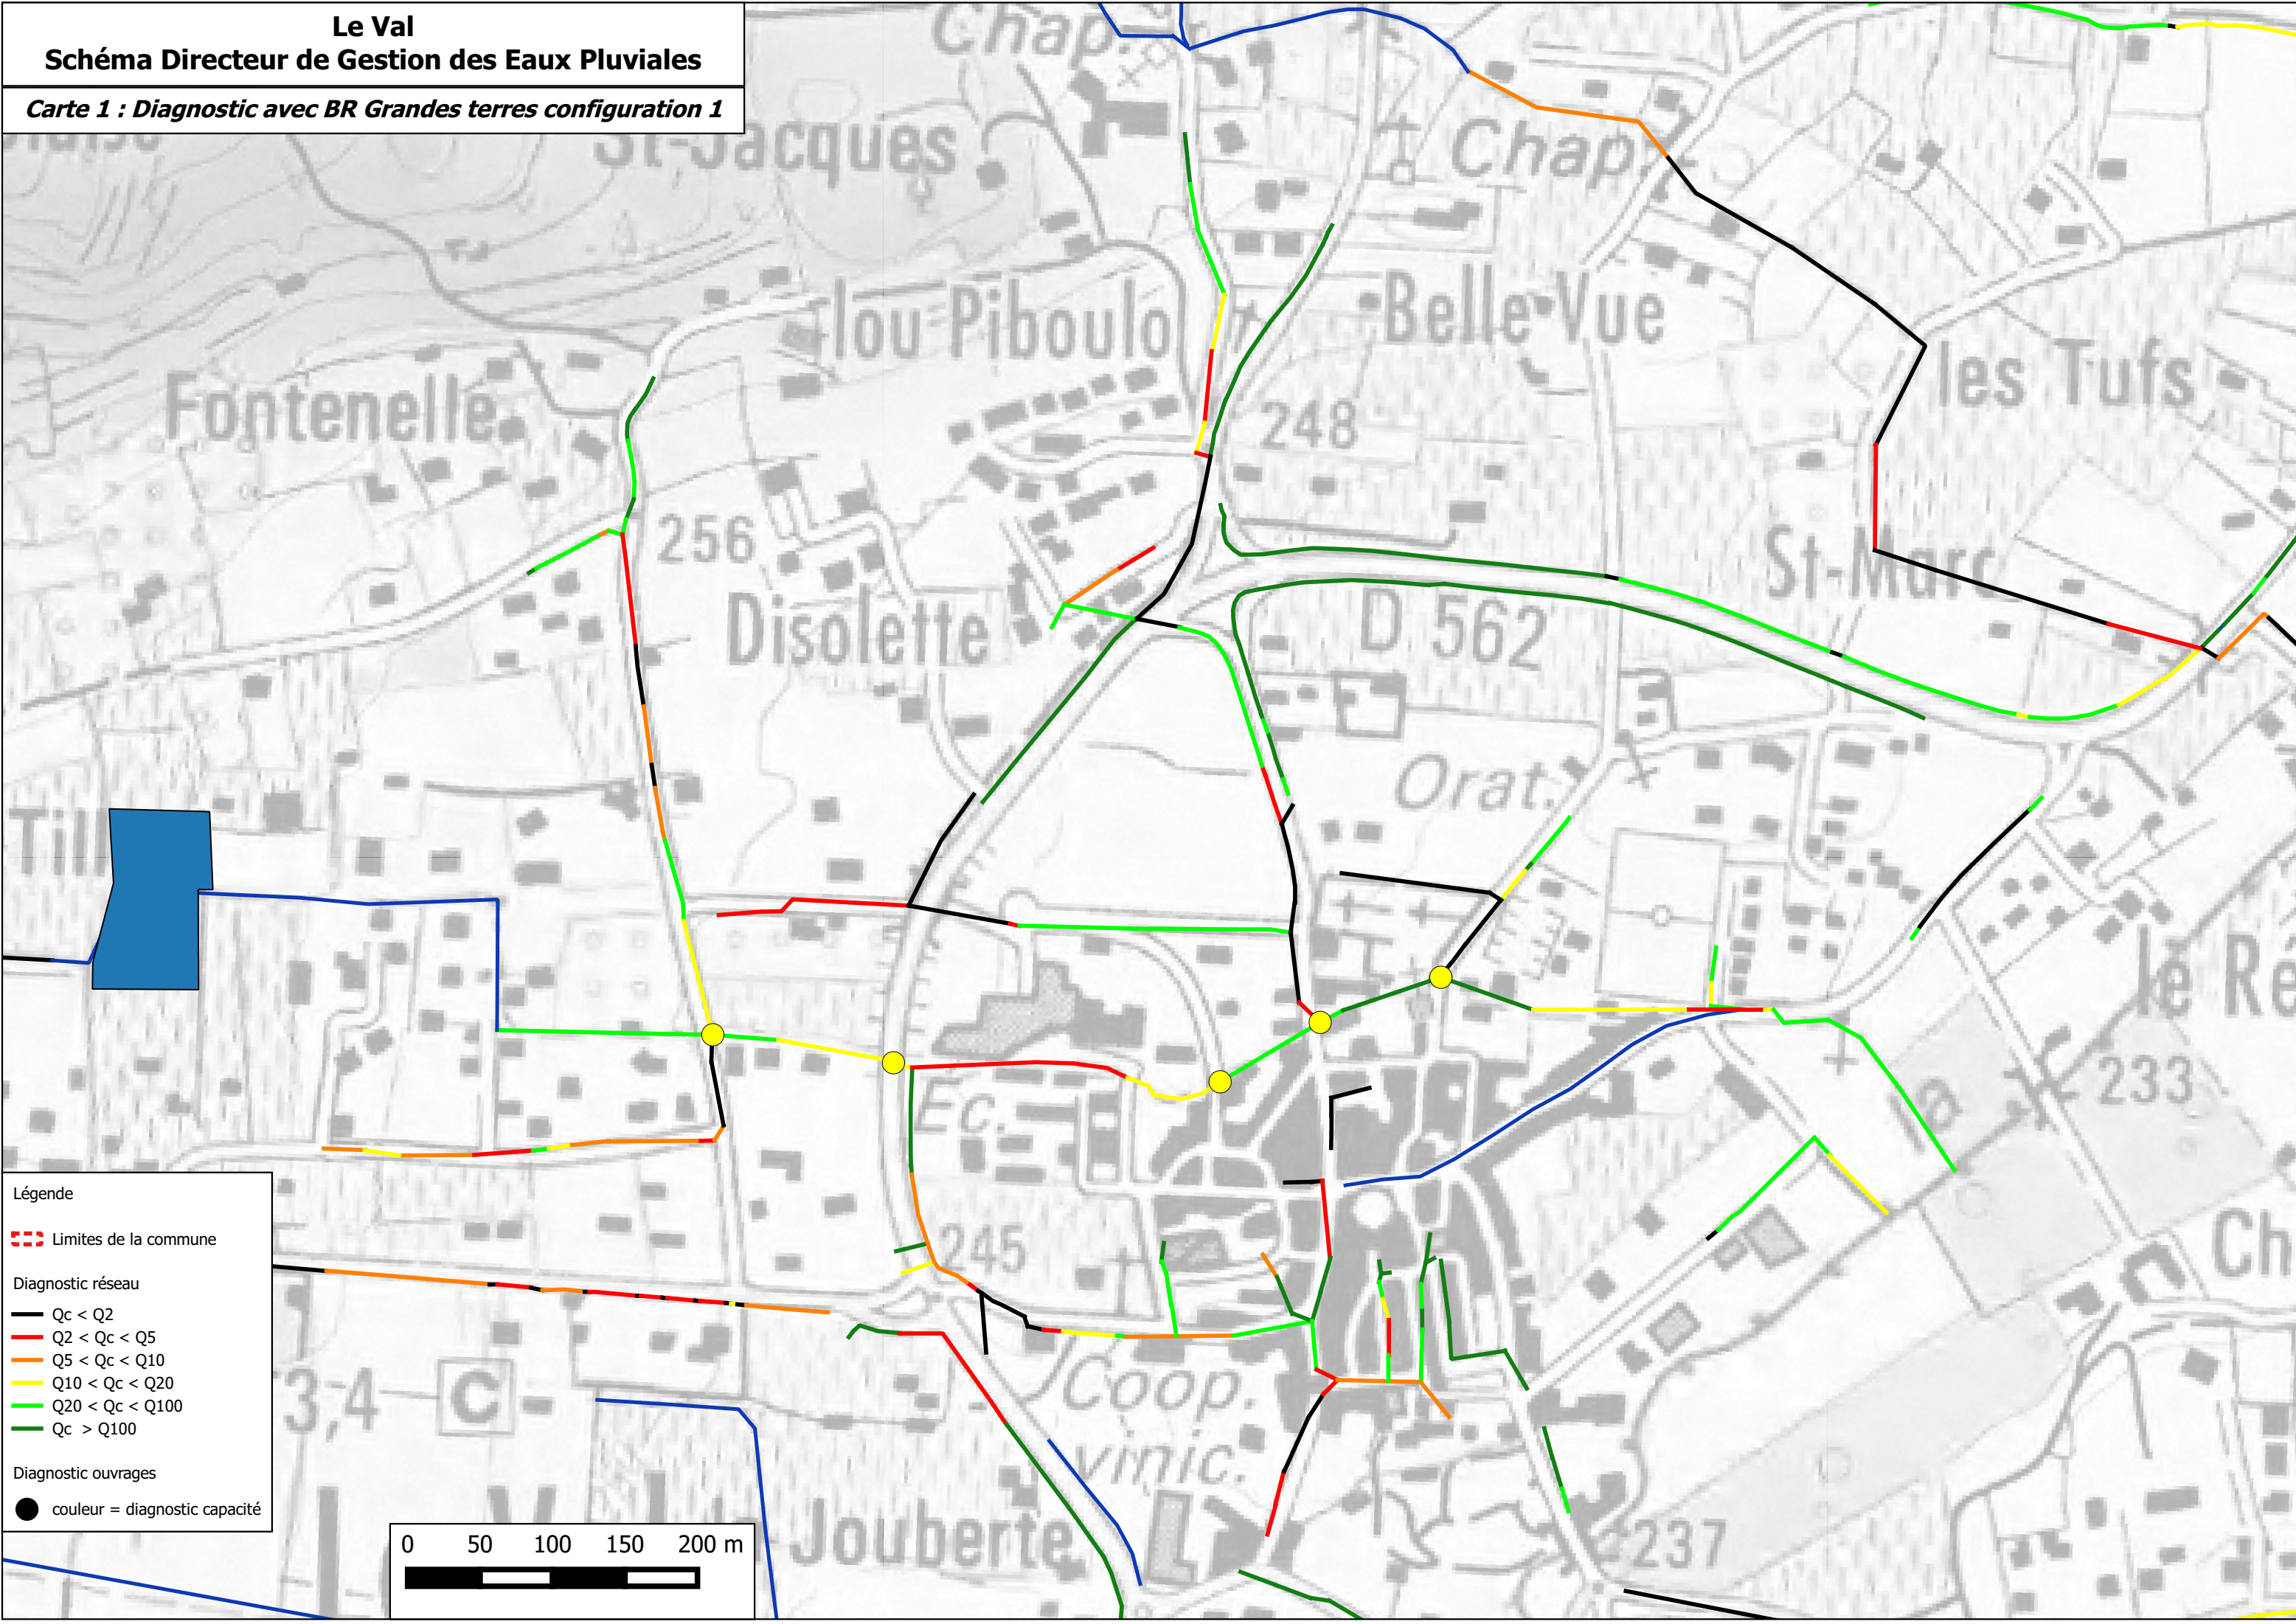 Le Val
Schéma Directeur de Gestion des Eaux Pluviales
Carte 1 : Diagnostic avec BR Grandes terres configuration 1
Chap.
St-Jacques
Chap.
lou Piboulo
Belle Vue
les Tufs
Fontenelle
248
256
St-Marc
Disolette
D 562
Orat.
Till
le Re
233
Ec.
a
245
Ch
Légende
Limites de la commune
Diagnostic réseau
Qc < Q2
Q2 < Qc < Q5
Q5 < Qc < Q10
Q10 < Qc < Q20
Q20 < Qc < Q100
Qc > Q100
Diagnostic ouvrages
couleur = diagnostic capacité
3,4
C
Coop.
vinic.
Jouberte
237
0 50 100 150 200 m